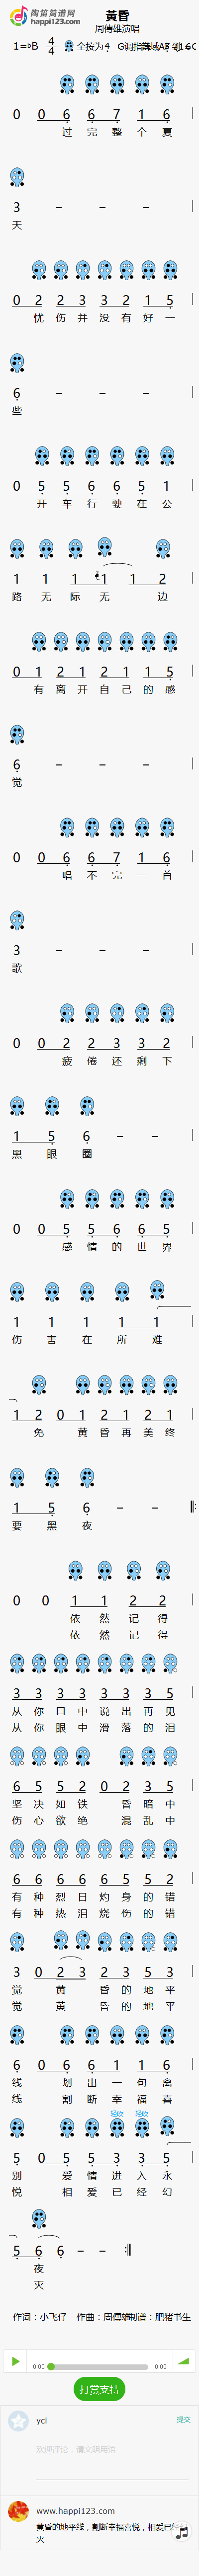 陶笛简谱网
happi123.com
黃昏
周傳雄演唱
1=bB 4/4 全按为4
0 0 6 6 7 1 6
过 完 整 个 夏
3 – – –
天
0 2 2 3 3 2 1 5
忧 伤 并 没 有 好 一
6 – – –
些
0 5 5 6 6 5 1
开 车 行 驶 在 公
1 1 1 2 1 1 2
路 无 际 无 边
0 1 2 1 2 1 1 5
有 离 开 自 己 的 感
6 – – –
觉
0 0 6 6 7 1 6
唱 不 完 一 首
3 – – –
歌
0 0 2 2 3 3 2
疲 倦 还 剩 下
1 5 6 – –
黑 眼 圈
0 0 5 5 6 6 5
感 情 的 世 界
1 1 1 1 1
伤 害 在 所 难
1 2 0 1 2 1 2 1
免 黄 昏 再 美 终
1 5 6 – –
要 黑 夜
0 0 1 1 2 2
依 然 记 得
依 然 记 得
3 3 3 3 3 3 3 5
从 你 口 中 说 出 再 见
从 你 眼 中 滑 落 的 泪
6 5 5 2 0 2 3 5
坚 决 如 铁 昏 暗 中
伤 心 欲 绝 混 乱 中
6 6 6 6 6 5 5 2
有 种 烈 日 灼 身 的 错
有 种 热 泪 烧 伤 的 错
3 0 2 3 2 3 5 3
觉 黄 昏 的 地 平
觉 黄 昏 的 地 平
6 0 6 6 1 1 6
线 划 出 一 句 离
线 割 断 幸 福 喜
轻吹 轻吹
5 0 5 5 3 3 5
别 爱 情 进 入 永
悦 相 爱 已 经 幻
5 6 6 – –
夜
灭
作词：小飞仔 作曲：周傳雄 制谱：肥猪书生
0:00 0:00
打赏支持
ycl 提交
欢迎评论，请文明用语
www.happi123.com
黄昏的地平线，割断幸福喜悦，相爱已经幻灭